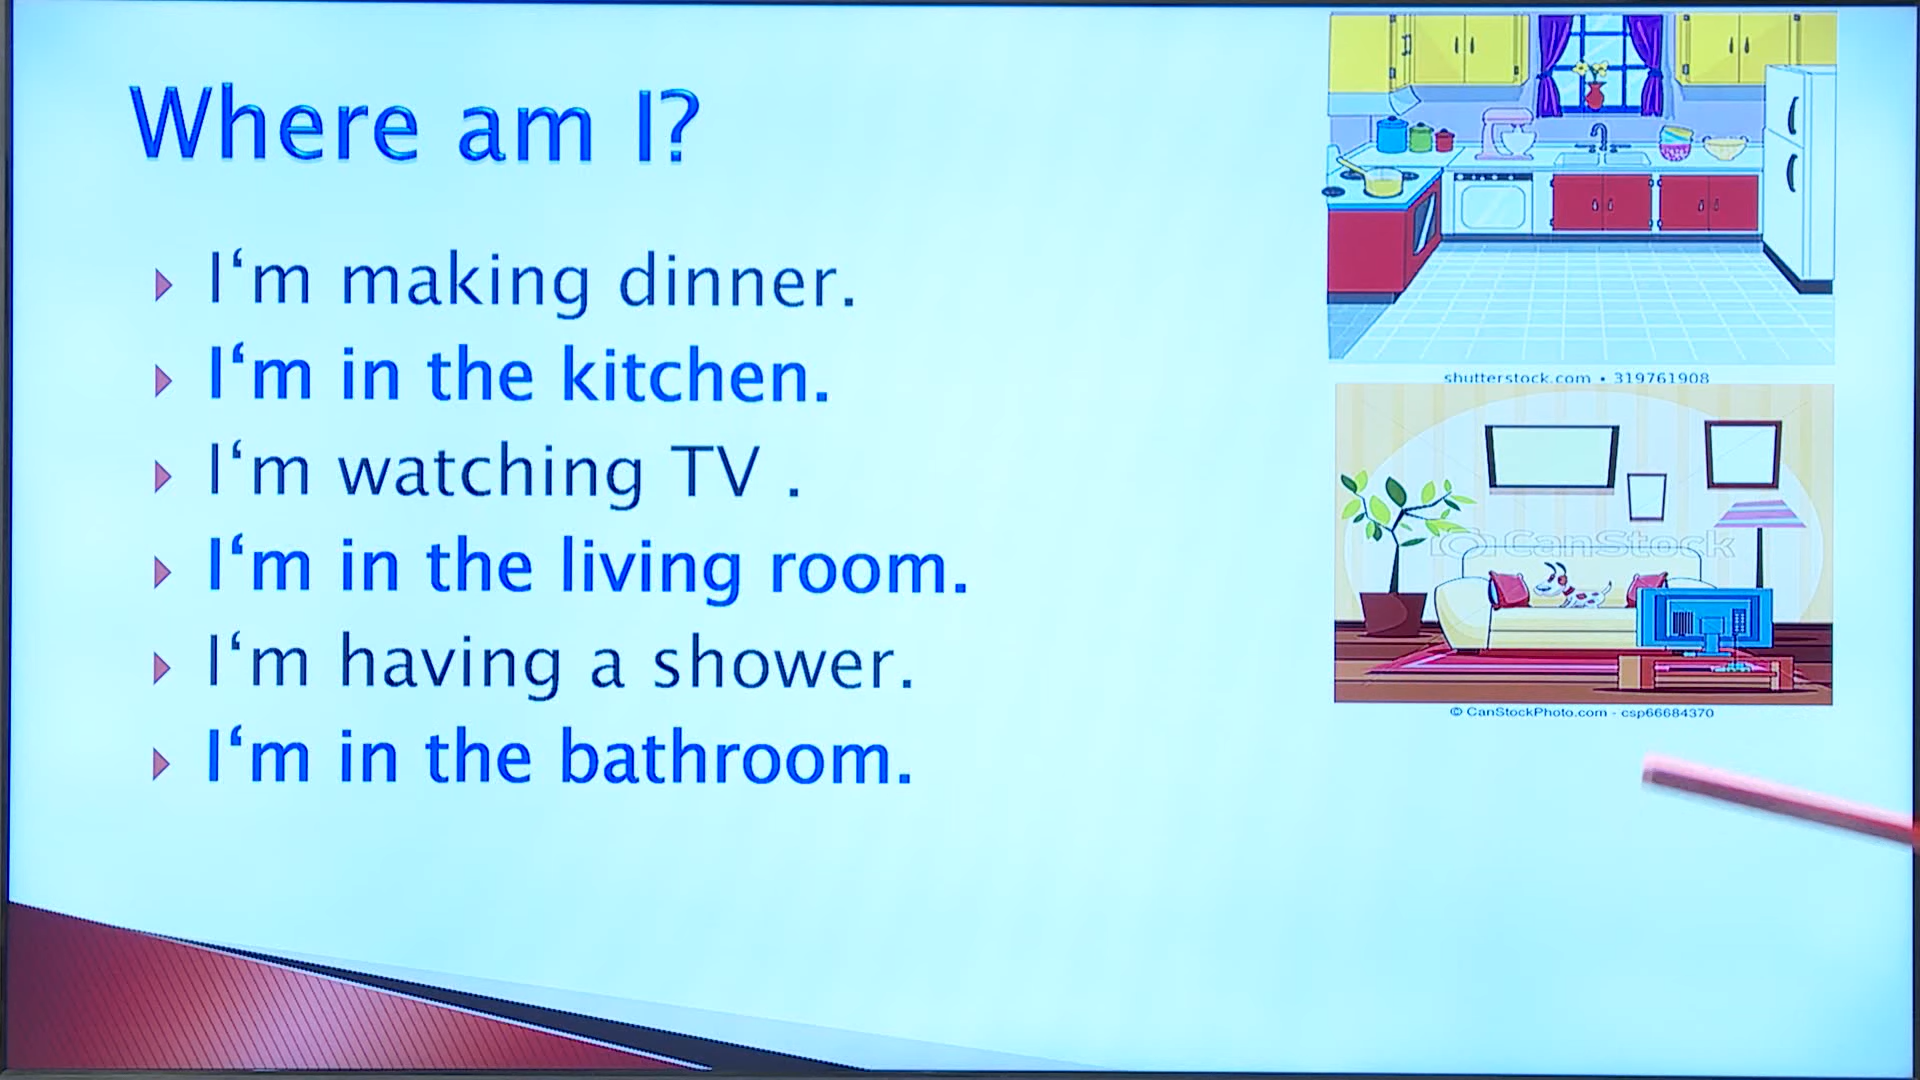 Where am I?
I‘m making dinner.
I‘m in the kitchen.
I‘m watching TV .
I‘m in the living room.
I‘m having a shower.
I‘m in the bathroom.
shutterstock.com • 319761908
CanStock
© CanStockPhoto.com - csp66684370